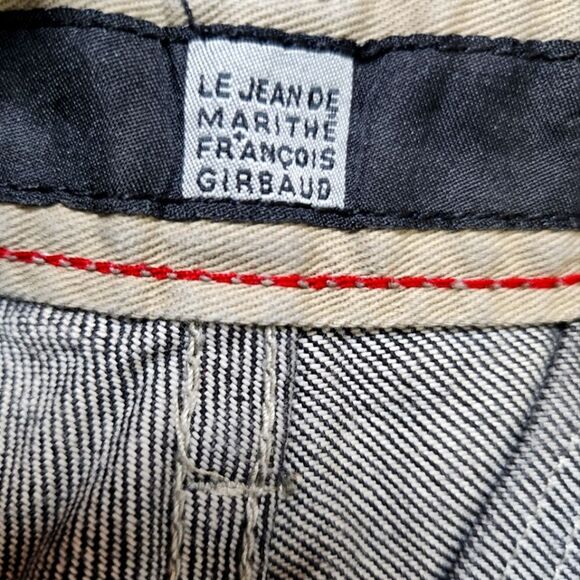 LE JEAN DE
MARITHÉ
+
FRANÇOIS
GIRBAUD